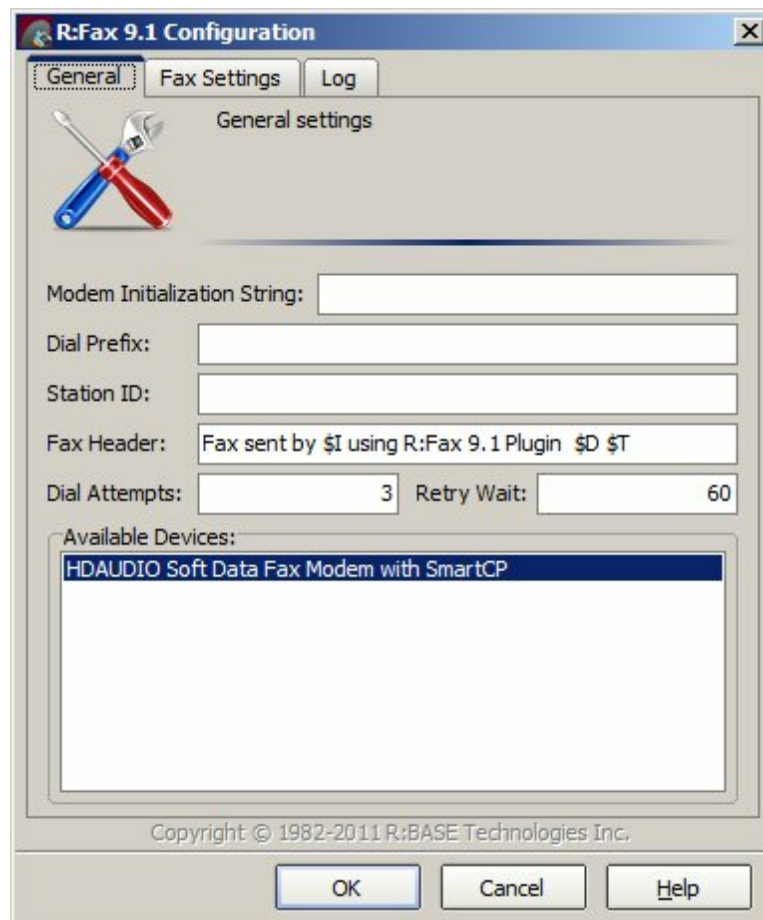 R:Fax 9.1 Configuration
General Fax Settings Log
General settings
Modem Initialization String:
Dial Prefix:
Station ID:
Fax Header: Fax sent by $I using R:Fax 9.1 Plugin  $D $T
Dial Attempts: 3 Retry Wait: 60
Available Devices:
HDAUDIO Soft Data Fax Modem with SmartCP
Copyright © 1982-2011 R:BASE Technologies Inc.
OK Cancel Help